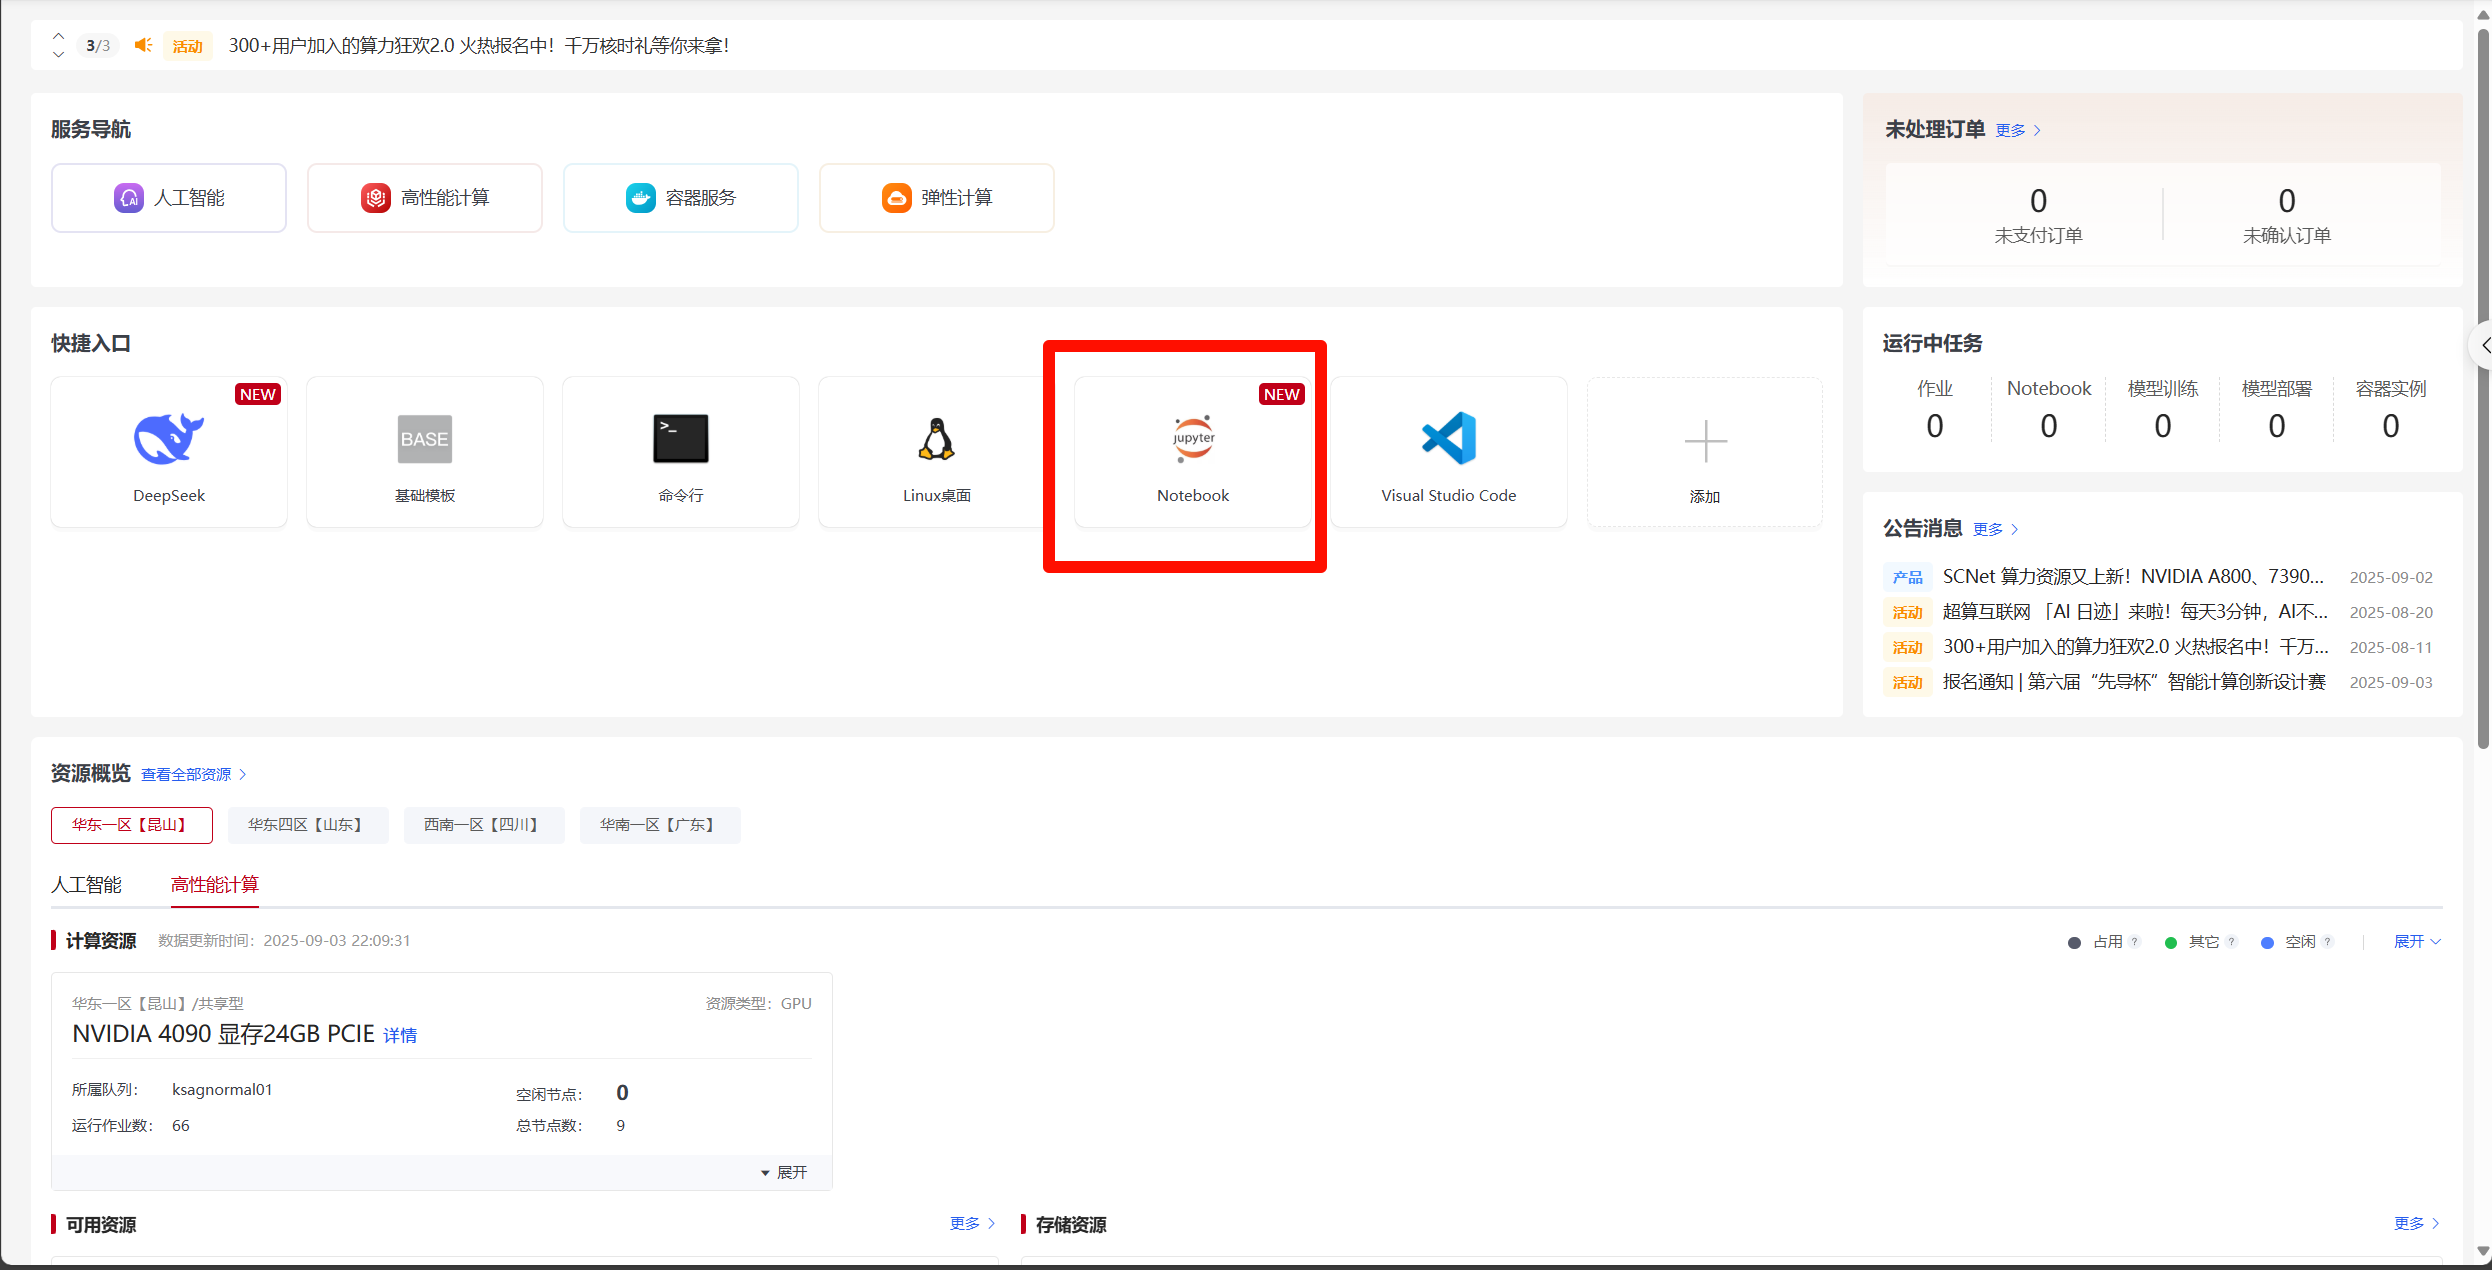 3/3 活动 300+用户加入的算力狂欢2.0 火热报名中！千万核时礼等你来拿！
服务导航
人工智能
高性能计算
容器服务
弹性计算
未处理订单 更多
0
未支付订单
0
未确认订单
快捷入口
NEW
DeepSeek
BASE
基础模板
>_
命令行
Linux桌面
NEW
jupyter
Notebook
Visual Studio Code
添加
运行中任务
作业
0
Notebook
0
模型训练
0
模型部署
0
容器实例
0
公告消息 更多
产品 SCNet 算力资源又上新！NVIDIA A800、7390... 2025-09-02
活动 超算互联网 「AI 日迹」来啦！每天3分钟，AI不... 2025-08-20
活动 300+用户加入的算力狂欢2.0 火热报名中！千万... 2025-08-11
活动 报名通知 | 第六届“先导杯”智能计算创新设计赛 2025-09-03
资源概览 查看全部资源
华东一区【昆山】 华东四区【山东】 西南一区【四川】 华南一区【广东】
人工智能 高性能计算
计算资源 数据更新时间：2025-09-03 22:09:31
占用 ? 其它 ? 空闲 ? 展开
华东一区【昆山】/共享型 资源类型：GPU
NVIDIA 4090 显存24GB PCIE 详情
所属队列： ksagnormal01 空闲节点： 0
运行作业数： 66 总节点数： 9
展开
可用资源 更多
存储资源 更多